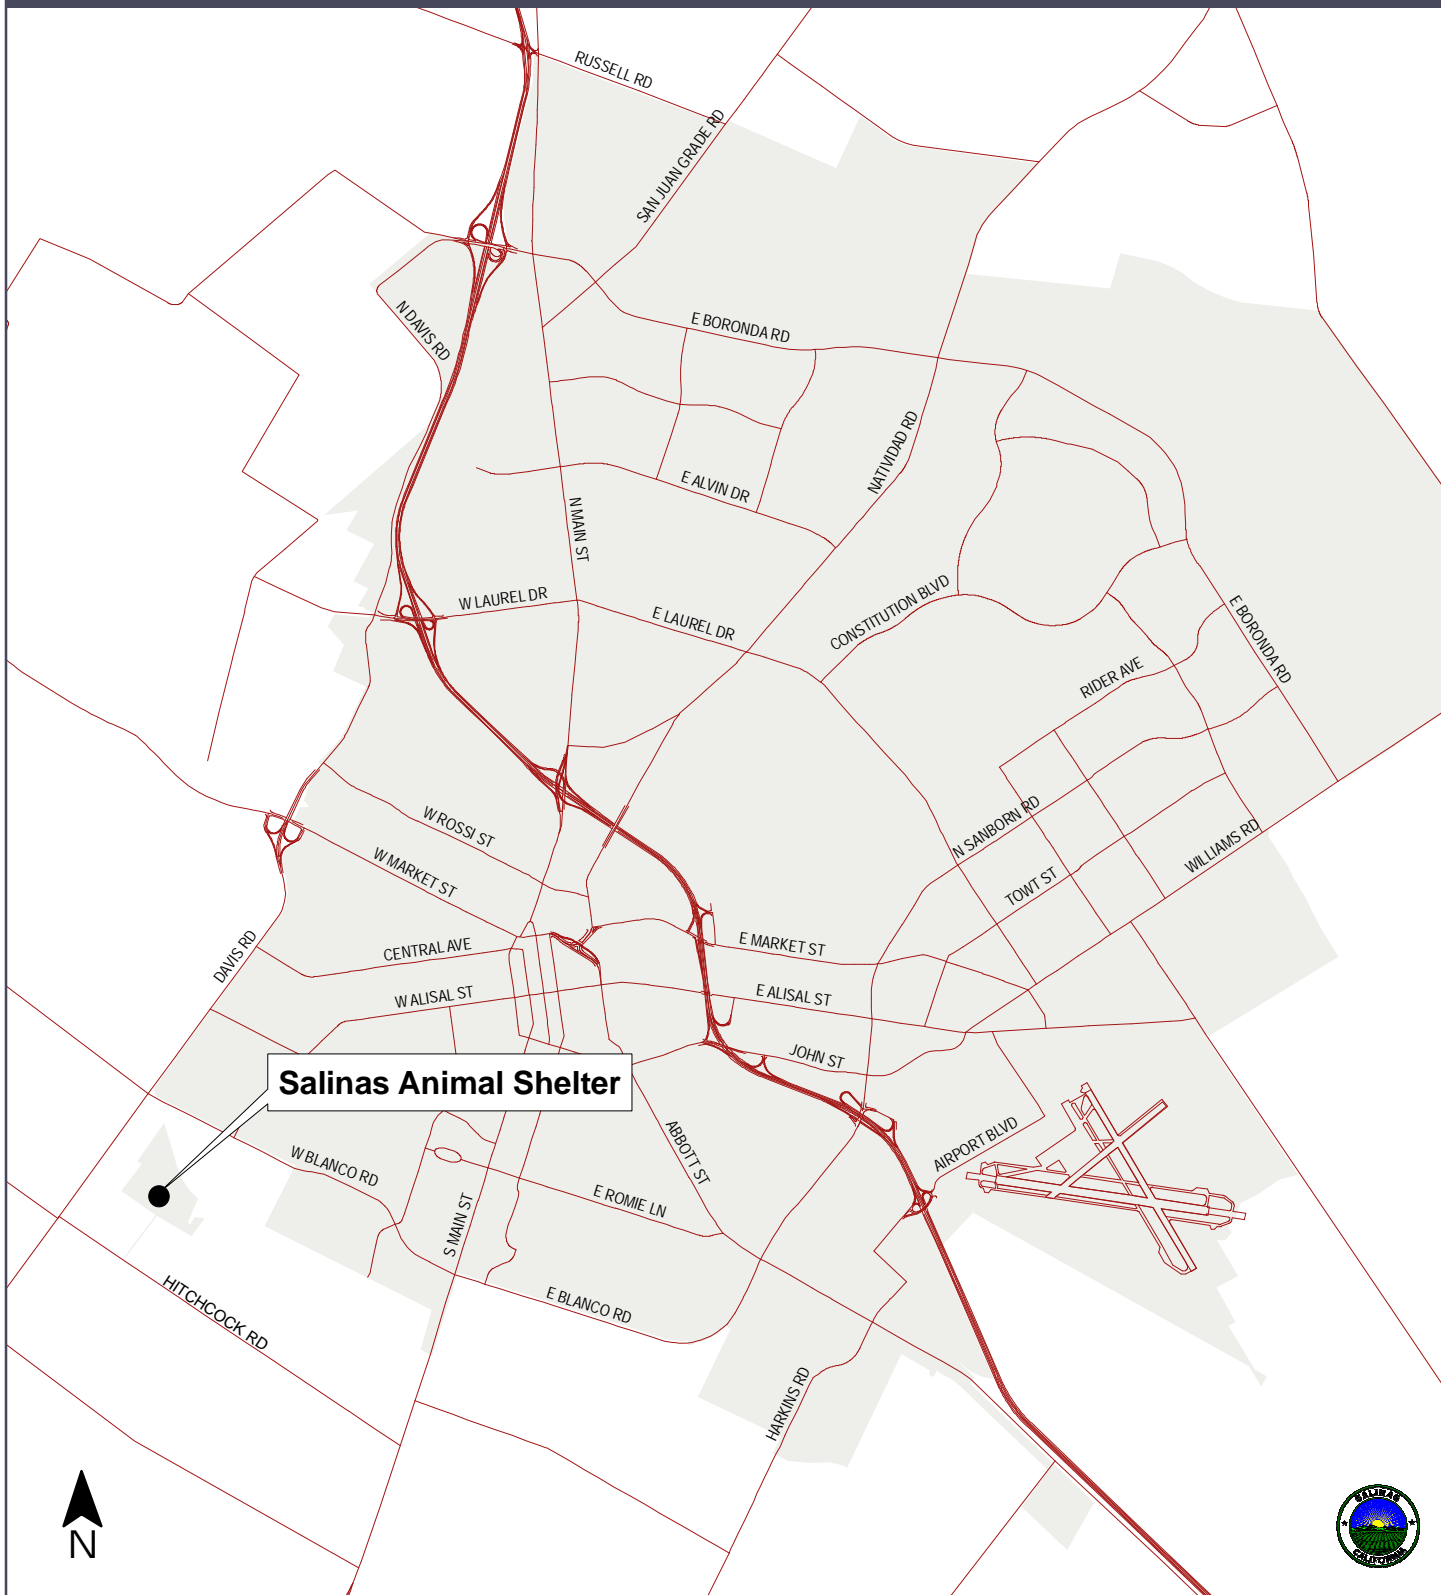 RUSSELL RD
SAN JUAN GRADE RD
N DAVIS RD
E BORONDA RD
NATIVIDAD RD
E ALVIN DR
N MAIN ST
W LAUREL DR
E LAUREL DR
CONSTITUTION BLVD
E BORONDA RD
RIDER AVE
W ROSSI ST
W MARKET ST
N SANBORN RD
WILLIAMS RD
TOWT ST
DAVIS RD
CENTRAL AVE
E MARKET ST
W ALISAL ST
E ALISAL ST
JOHN ST
Salinas Animal Shelter
ABBOTT ST
AIRPORT BLVD
W BLANCO RD
E ROMIE LN
S MAIN ST
HITCHCOCK RD
E BLANCO RD
HARKINS RD
N
SALINAS
CALIFORNIA